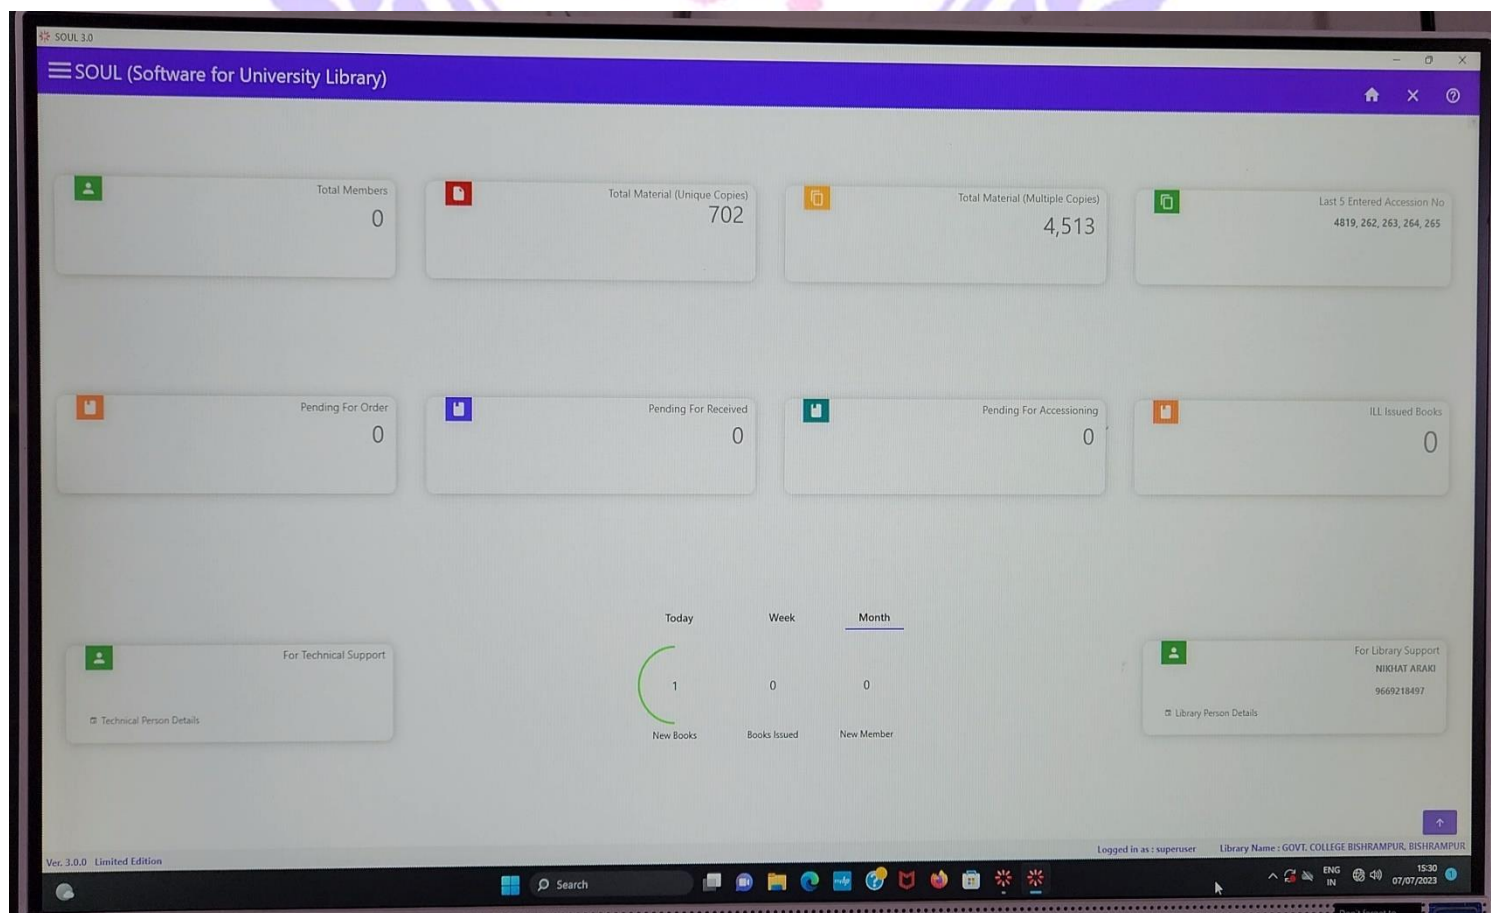 SOUL 3.0
SOUL (Software for University Library)
Total Members
0
Total Material (Unique Copies)
702
Total Material (Multiple Copies)
4,513
Last 5 Entered Accession No
4819, 262, 263, 264, 265
Pending For Order
0
Pending For Received
0
Pending For Accessioning
0
ILL Issued Books
0
For Technical Support
Technical Person Details
Today Week Month
1 0 0
New Books Books Issued New Member
For Library Support
NIKHAT ARAKI
9669218497
Library Person Details
Ver. 3.0.0 Limited Edition
Logged in as : superuser Library Name : GOVT. COLLEGE BISHRAMPUR, BISHRAMPUR
Search
ENG
IN
15:30
07/07/2023
1